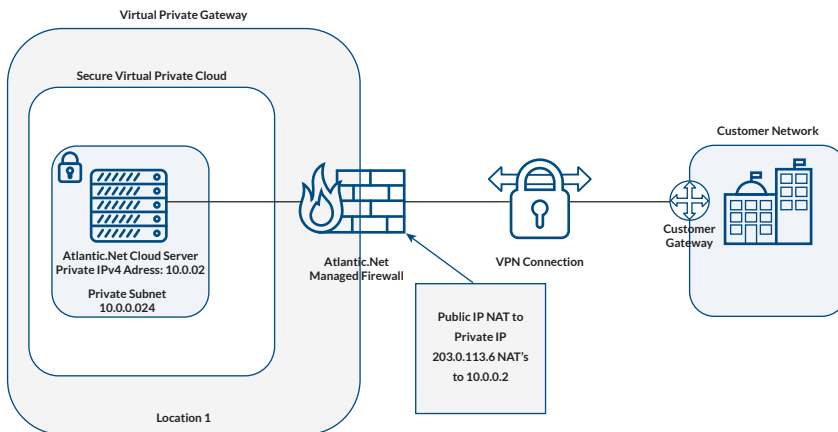 Virtual Private Gateway
Secure Virtual Private Cloud
Atlantic.Net Cloud Server
Private IPv4 Adress: 10.0.02
Private Subnet
10.0.0.024
Location 1
Atlantic.Net
Managed Firewall
Public IP NAT to
Private IP
203.0.113.6 NAT's
to 10.0.0.2
VPN Connection
Customer Network
Customer
Gateway